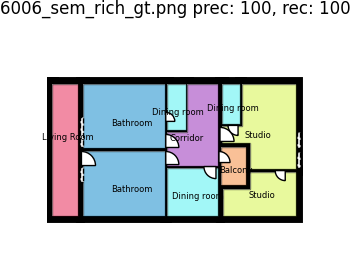 6006_sem_rich_gt.png prec: 100, rec: 100
Dining room
Dining room
Bathroom
Living Room
Corridor
Studio
Balcony
Bathroom
Dining room
Studio